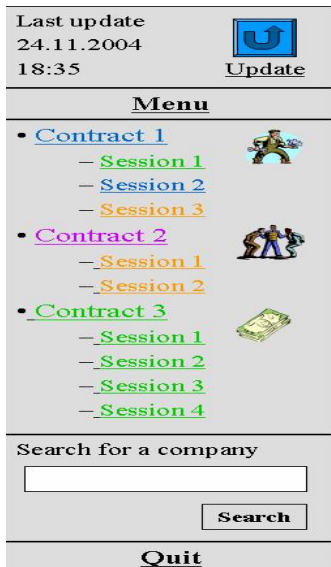 Last update
24.11.2004
18:35
Update
Menu
• Contract 1
– Session 1
– Session 2
– Session 3
• Contract 2
– Session 1
– Session 2
• Contract 3
– Session 1
– Session 2
– Session 3
– Session 4
Search for a company
Search
Quit